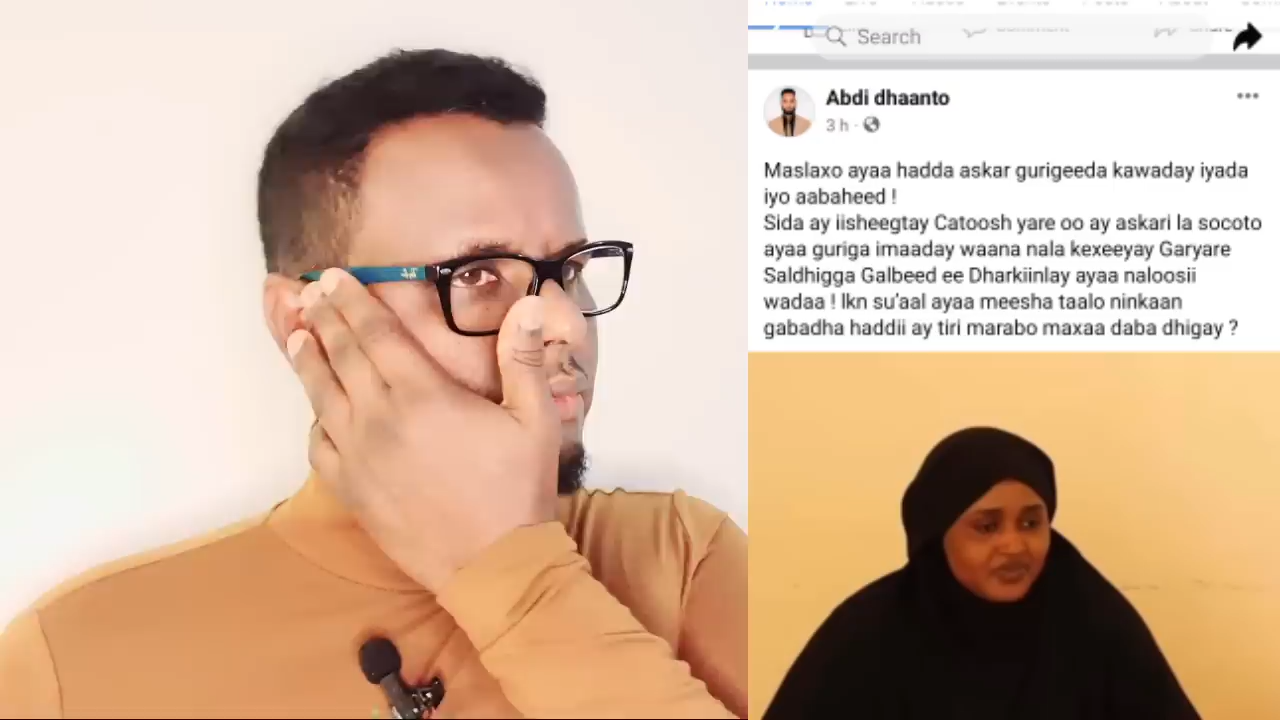 Search
Abdi dhaanto
3 h
Maslaxo ayaa hadda askar gurigeeda kawaday iyada
iyo aabaheed !
Sida ay iisheegtay Catoosh yare oo ay askari la socoto
ayaa guriga imaaday waana nala kexeeyay Garyare
Saldhigga Galbeed ee Dharkiinlay ayaa naloosii
wadaa ! lkn su'aal ayaa meesha taalo ninkaan
gabadha haddii ay tiri marabo maxaa daba dhigay ?